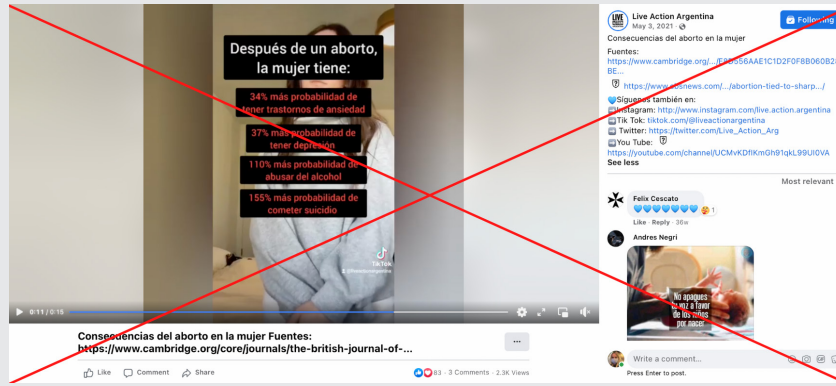 Después de un aborto,
la mujer tiene:
34% más probabilidad de
tener trastornos de ansiedad
37% más probabilidad de
tener depresión
110% más probabilidad de
abusar del alcohol
155% más probabilidad de
cometer suicidio
TikTok
0:11 / 0:15
Consecuencias del aborto en la mujer Fuentes:
https://www.cambridge.org/core/journals/the-british-journal-of-...
Like Comment Share
83 · 3 Comments · 2.3K Views
LIVE
Live Action Argentina
May 3, 2021
Following
Consecuencias del aborto en la mujer
Fuentes:
https://www.cambridge.org/.../
BE...
/abortion-tied-to-sharp.../
Síguenos también en:
Instagram: http://www.instagram.com/live.action.argentina
Tik Tok: tiktok.com/@liveactionargentina
Twitter: https://twitter.com/Live_Action_Arg
You Tube:
https://youtube.com/channel/UCMvKDfIKmGh91qkL99UI0VA
See less
Most relevant
Felix Cescato
1
Like · Reply · 36w
Andres Negri
No apagues
tu voz a favor
de los niños
por nacer
Write a comment...
Press Enter to post.